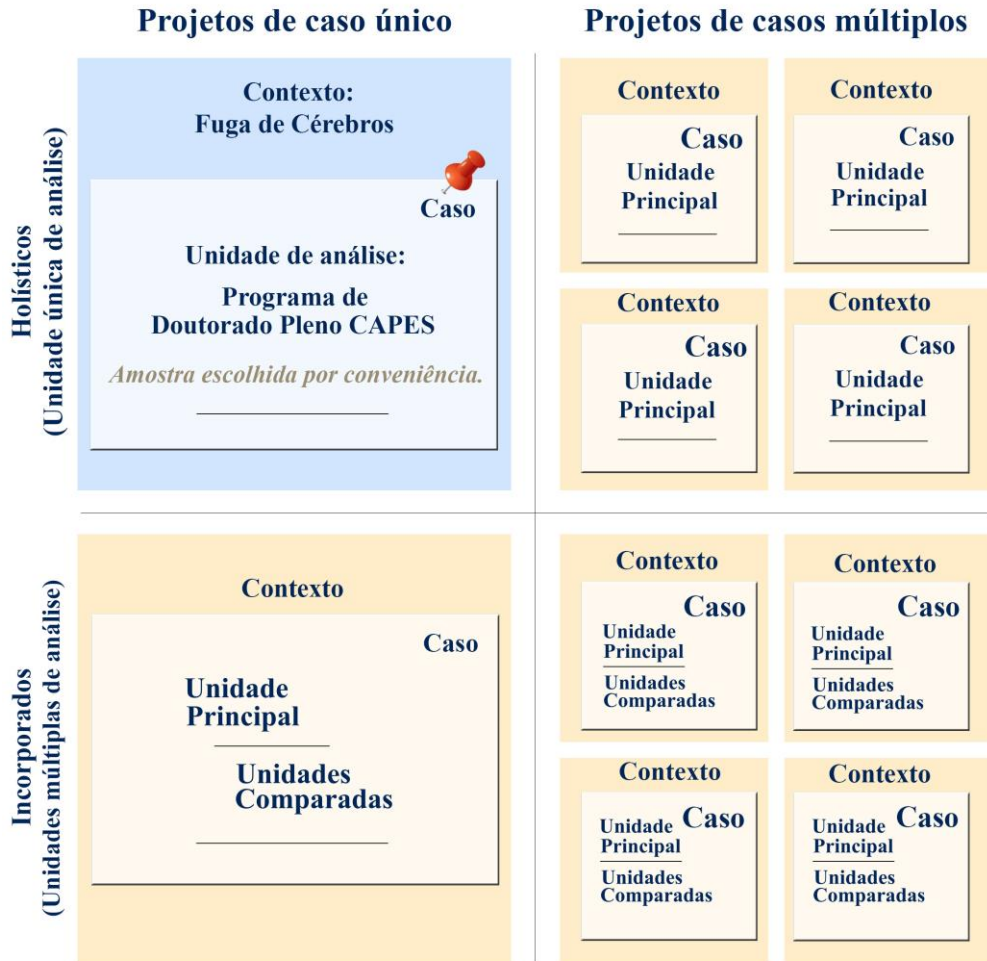 Projetos de caso único
Projetos de casos múltiplos
Holísticos
(Unidade única de análise)
Contexto:
Fuga de Cérebros
Caso
Unidade de análise:
Programa de
Doutorado Pleno CAPES
Amostra escolhida por conveniência.
Contexto
Caso
Unidade
Principal
Contexto
Caso
Unidade
Principal
Contexto
Caso
Unidade
Principal
Contexto
Caso
Unidade
Principal
Incorporados
(Unidades múltiplas de análise)
Contexto
Caso
Unidade
Principal
Unidades
Comparadas
Contexto
Caso
Unidade
Principal
Unidades
Comparadas
Contexto
Caso
Unidade
Principal
Unidades
Comparadas
Contexto
Caso
Unidade
Principal
Unidades
Comparadas
Contexto
Caso
Unidade
Principal
Unidades
Comparadas